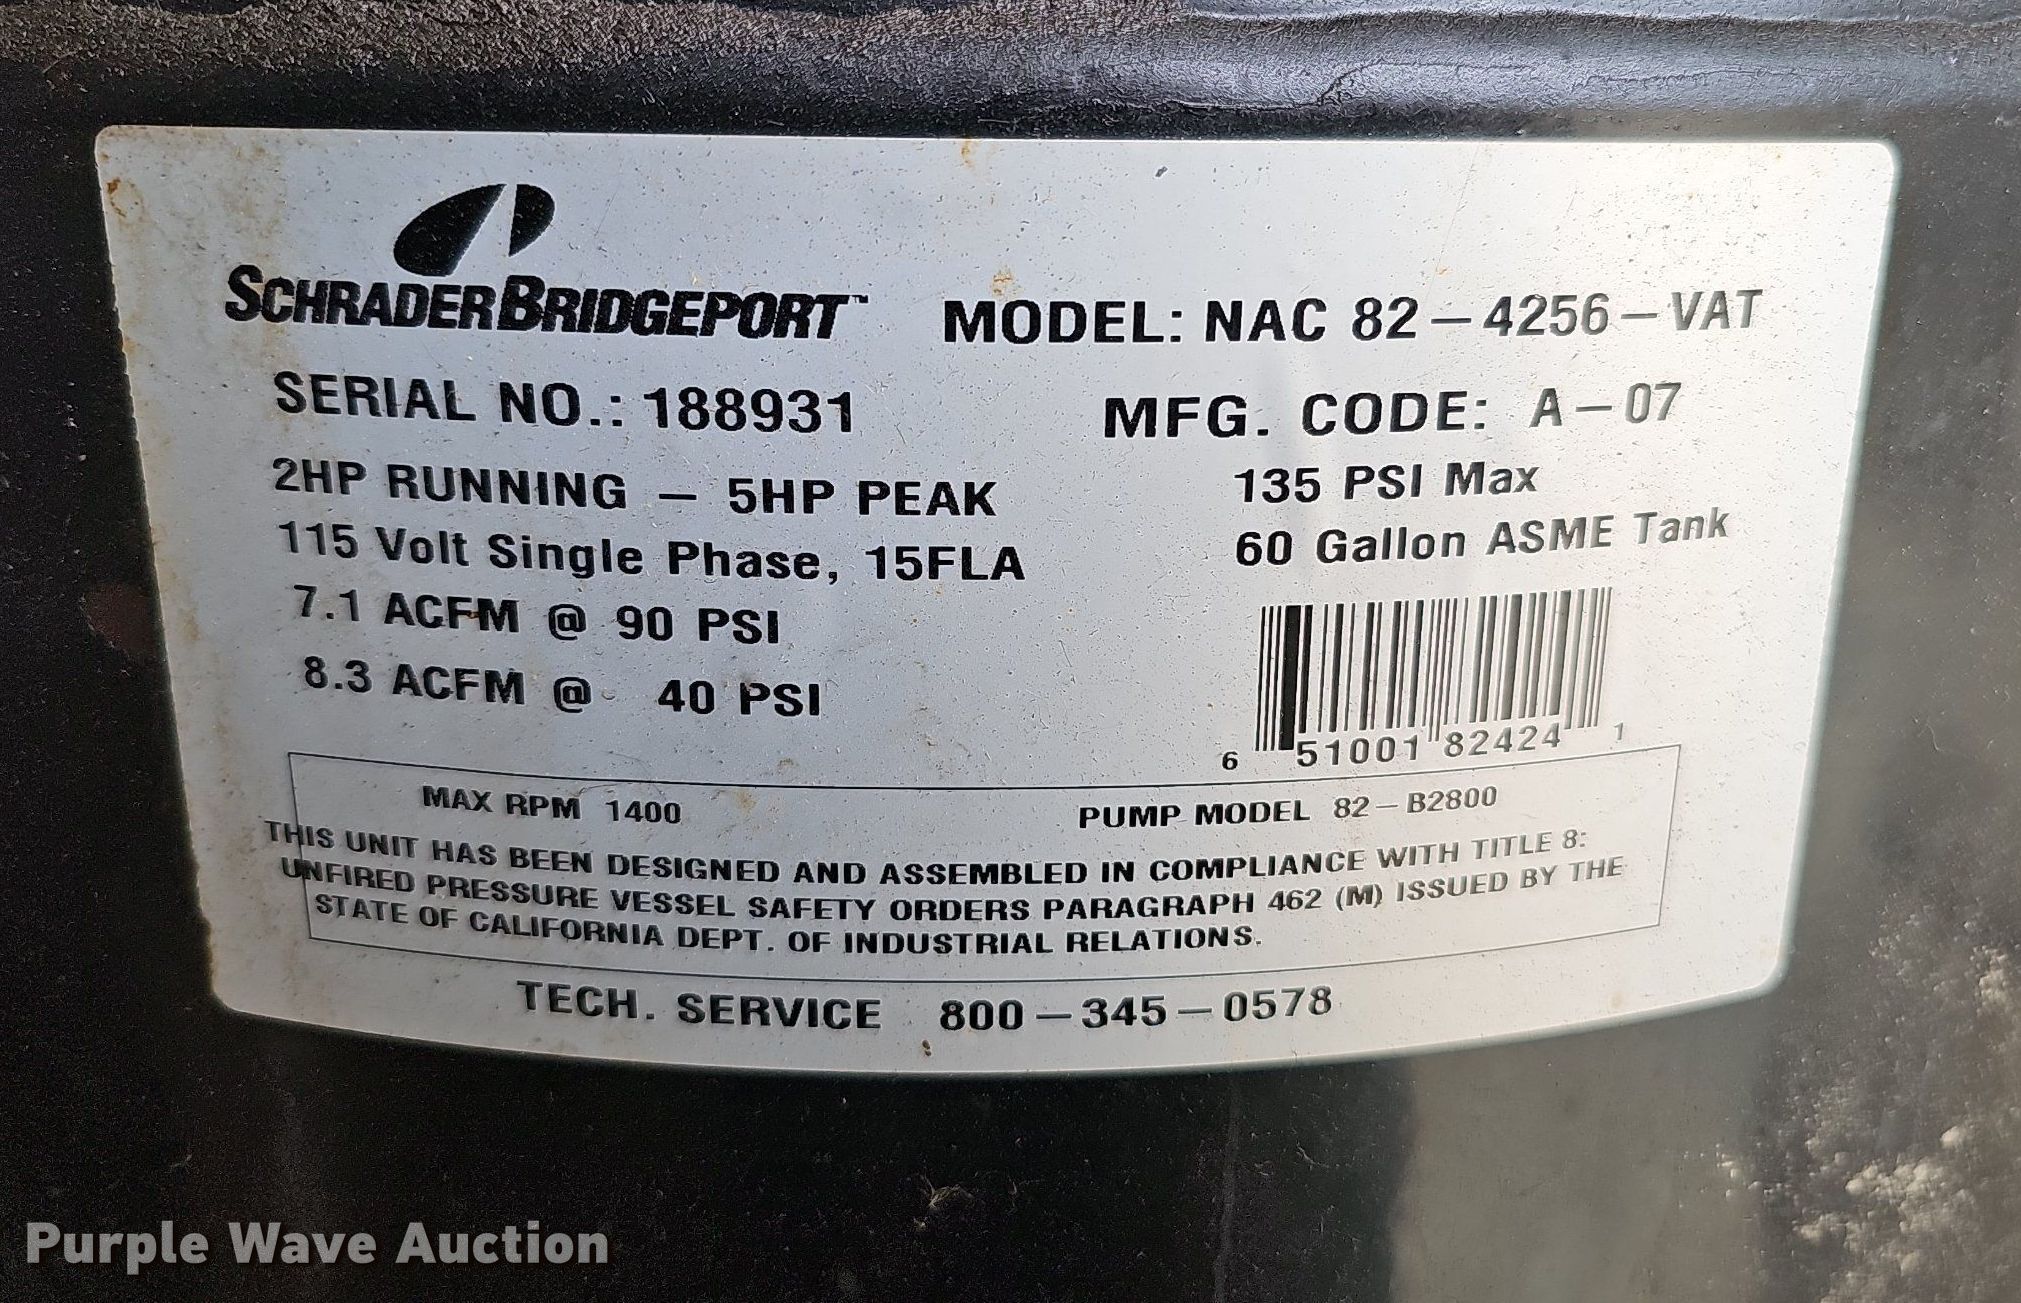 SCHRADERBRIDGEPORT™ MODEL: NAC 82-4256-VAT
SERIAL NO.: 188931 MFG. CODE: A-07
2HP RUNNING - 5HP PEAK 135 PSI Max
115 Volt Single Phase, 15FLA 60 Gallon ASME Tank
7.1 ACFM @ 90 PSI
8.3 ACFM @ 40 PSI
6 51001 82424 1
MAX RPM 1400 PUMP MODEL 82-B2800
THIS UNIT HAS BEEN DESIGNED AND ASSEMBLED IN COMPLIANCE WITH TITLE 8:
UNFIRED PRESSURE VESSEL SAFETY ORDERS PARAGRAPH 462 (M) ISSUED BY THE
STATE OF CALIFORNIA DEPT. OF INDUSTRIAL RELATIONS.
TECH. SERVICE 800-345-0578
Purple Wave Auction